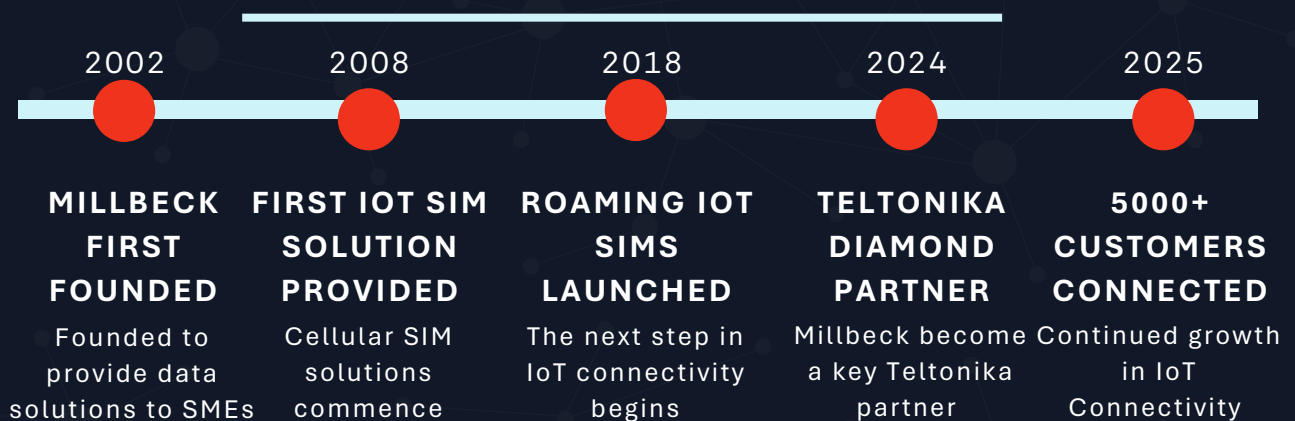 2002
MILLBECK
FIRST
FOUNDED
Founded to
provide data
solutions to SMEs
2008
FIRST IOT SIM
SOLUTION
PROVIDED
Cellular SIM
solutions
commence
2018
ROAMING IOT
SIMS
LAUNCHED
The next step in
IoT connectivity
begins
2024
TELTONIKA
DIAMOND
PARTNER
Millbeck become
a key Teltonika
partner
2025
5000+
CUSTOMERS
CONNECTED
Continued growth
in IoT
Connectivity